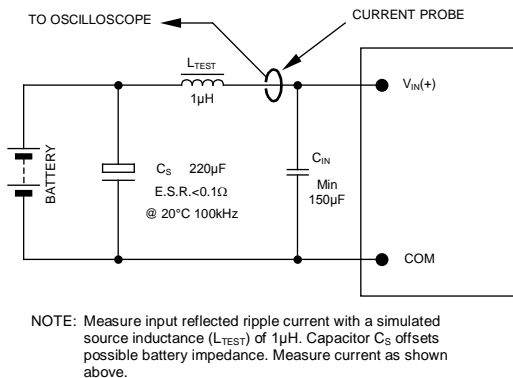 TO OSCILLOSCOPE
CURRENT PROBE
LTEST
1μH
VIN(+)
BATTERY
CS 220μF
E.S.R.<0.1Ω
@ 20°C 100kHz
CIN
Min
150μF
COM
NOTE: Measure input reflected ripple current with a simulated
source inductance (LTEST) of 1μH. Capacitor CS offsets
possible battery impedance. Measure current as shown
above.